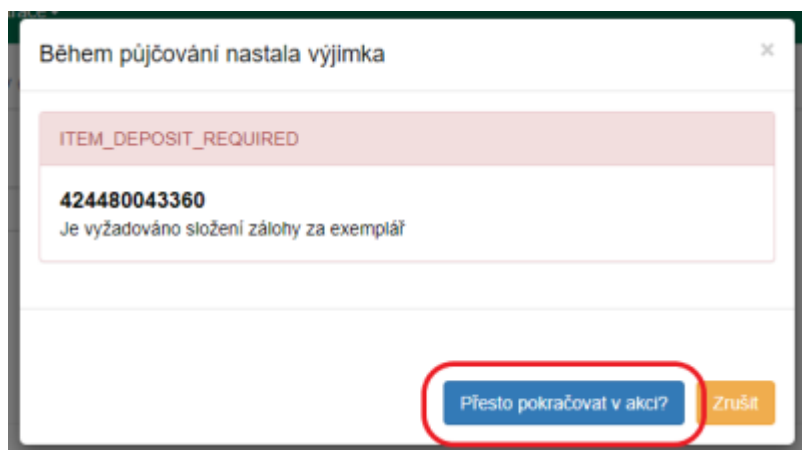 Během půjčování nastala výjimka
×
ITEM_DEPOSIT_REQUIRED
424480043360
Je vyžadováno složení zálohy za exemplář
Přesto pokračovat v akci?
Zrušit